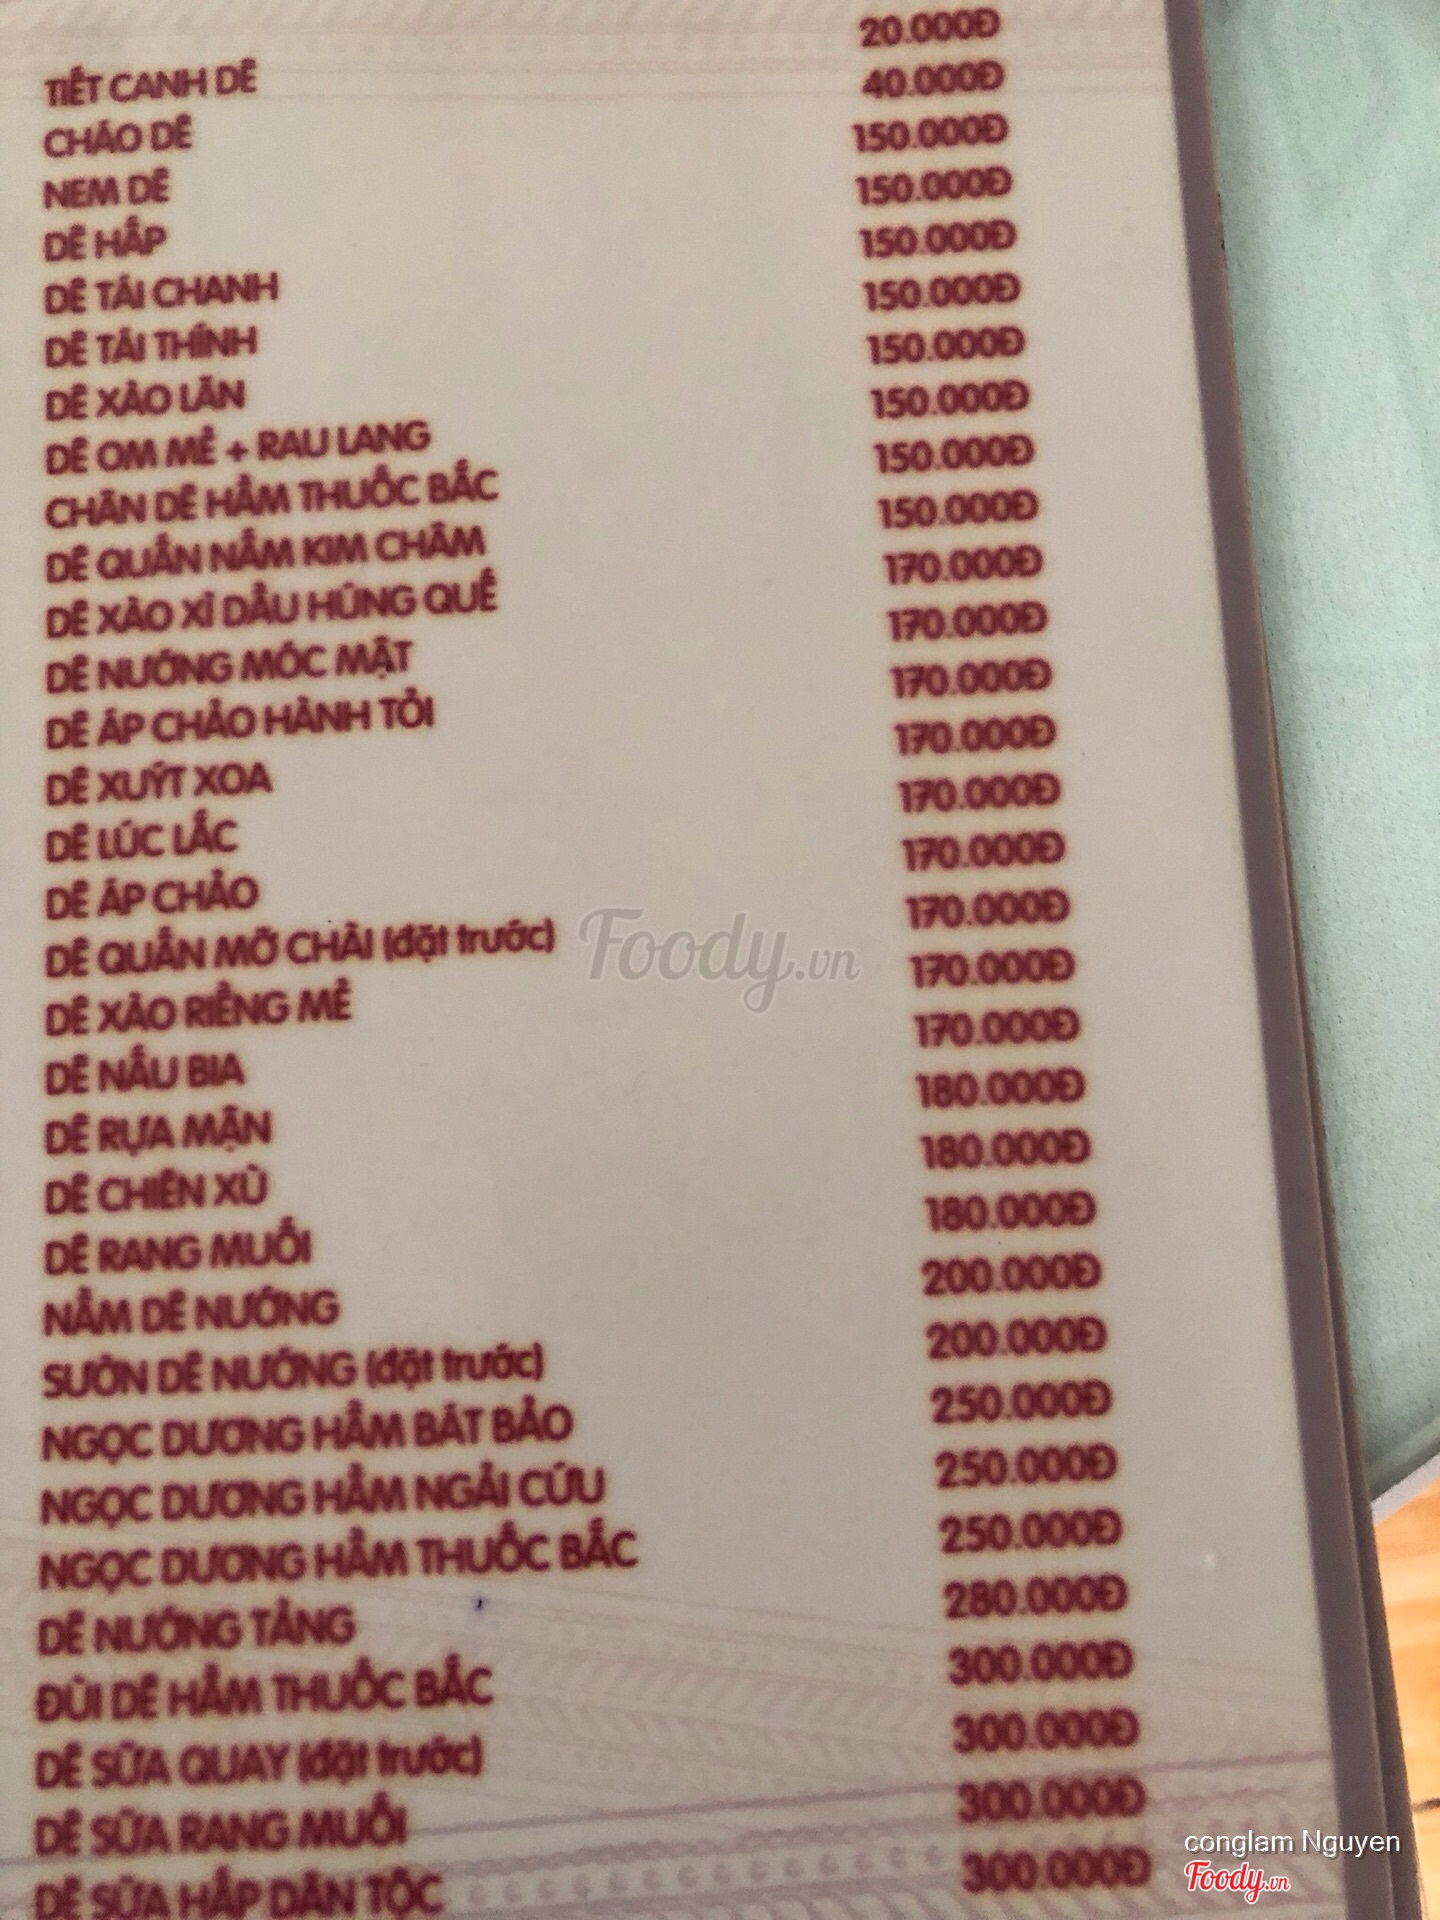 TIẾT CANH DÊ 20.000Đ
CHÁO DÊ 40.000Đ
NEM DÊ 150.000Đ
DÊ HẤP 150.000Đ
DÊ TÁI CHANH 150.000Đ
DÊ TÁI THÍNH 150.000Đ
DÊ XÀO LĂN 150.000Đ
DÊ OM MẺ + RAU LANG 150.000Đ
CHÂN DÊ HẦM THUỐC BẮC 150.000Đ
DÊ QUẤN NẤM KIM CHÂM 150.000Đ
DÊ XÀO XÌ DẦU HÚNG QUẾ 170.000Đ
DÊ NƯỚNG MÓC MẬT 170.000Đ
DÊ ÁP CHẢO HÀNH TỎI 170.000Đ
DÊ XUÝT XOA 170.000Đ
DÊ LÚC LẮC 170.000Đ
DÊ ÁP CHẢO 170.000Đ
DÊ QUẤN MỠ CHÀI (đặt trước) 170.000Đ
DÊ XÀO RIỀNG MẺ 170.000Đ
DÊ NẤU BIA 170.000Đ
DÊ RỰA MẬN 180.000Đ
DÊ CHIÊN XÙ 180.000Đ
DÊ RANG MUỐI 180.000Đ
NẦM DÊ NƯỚNG 200.000Đ
SƯỜN DÊ NƯỚNG (đặt trước) 200.000Đ
NGỌC DƯƠNG HẦM BÁT BẢO 250.000Đ
NGỌC DƯƠNG HẦM NGẢI CỨU 250.000Đ
NGỌC DƯƠNG HẦM THUỐC BẮC 250.000Đ
DÊ NƯỚNG TẢNG 280.000Đ
ĐÙI DÊ HẦM THUỐC BẮC 300.000Đ
DÊ SỮA QUAY (đặt trước) 300.000Đ
DÊ SỮA RANG MUỐI 300.000Đ
DÊ SỮA HẤP DÂN TỘC 300.000Đ
Foody.vn
conglam Nguyen
Foody.vn